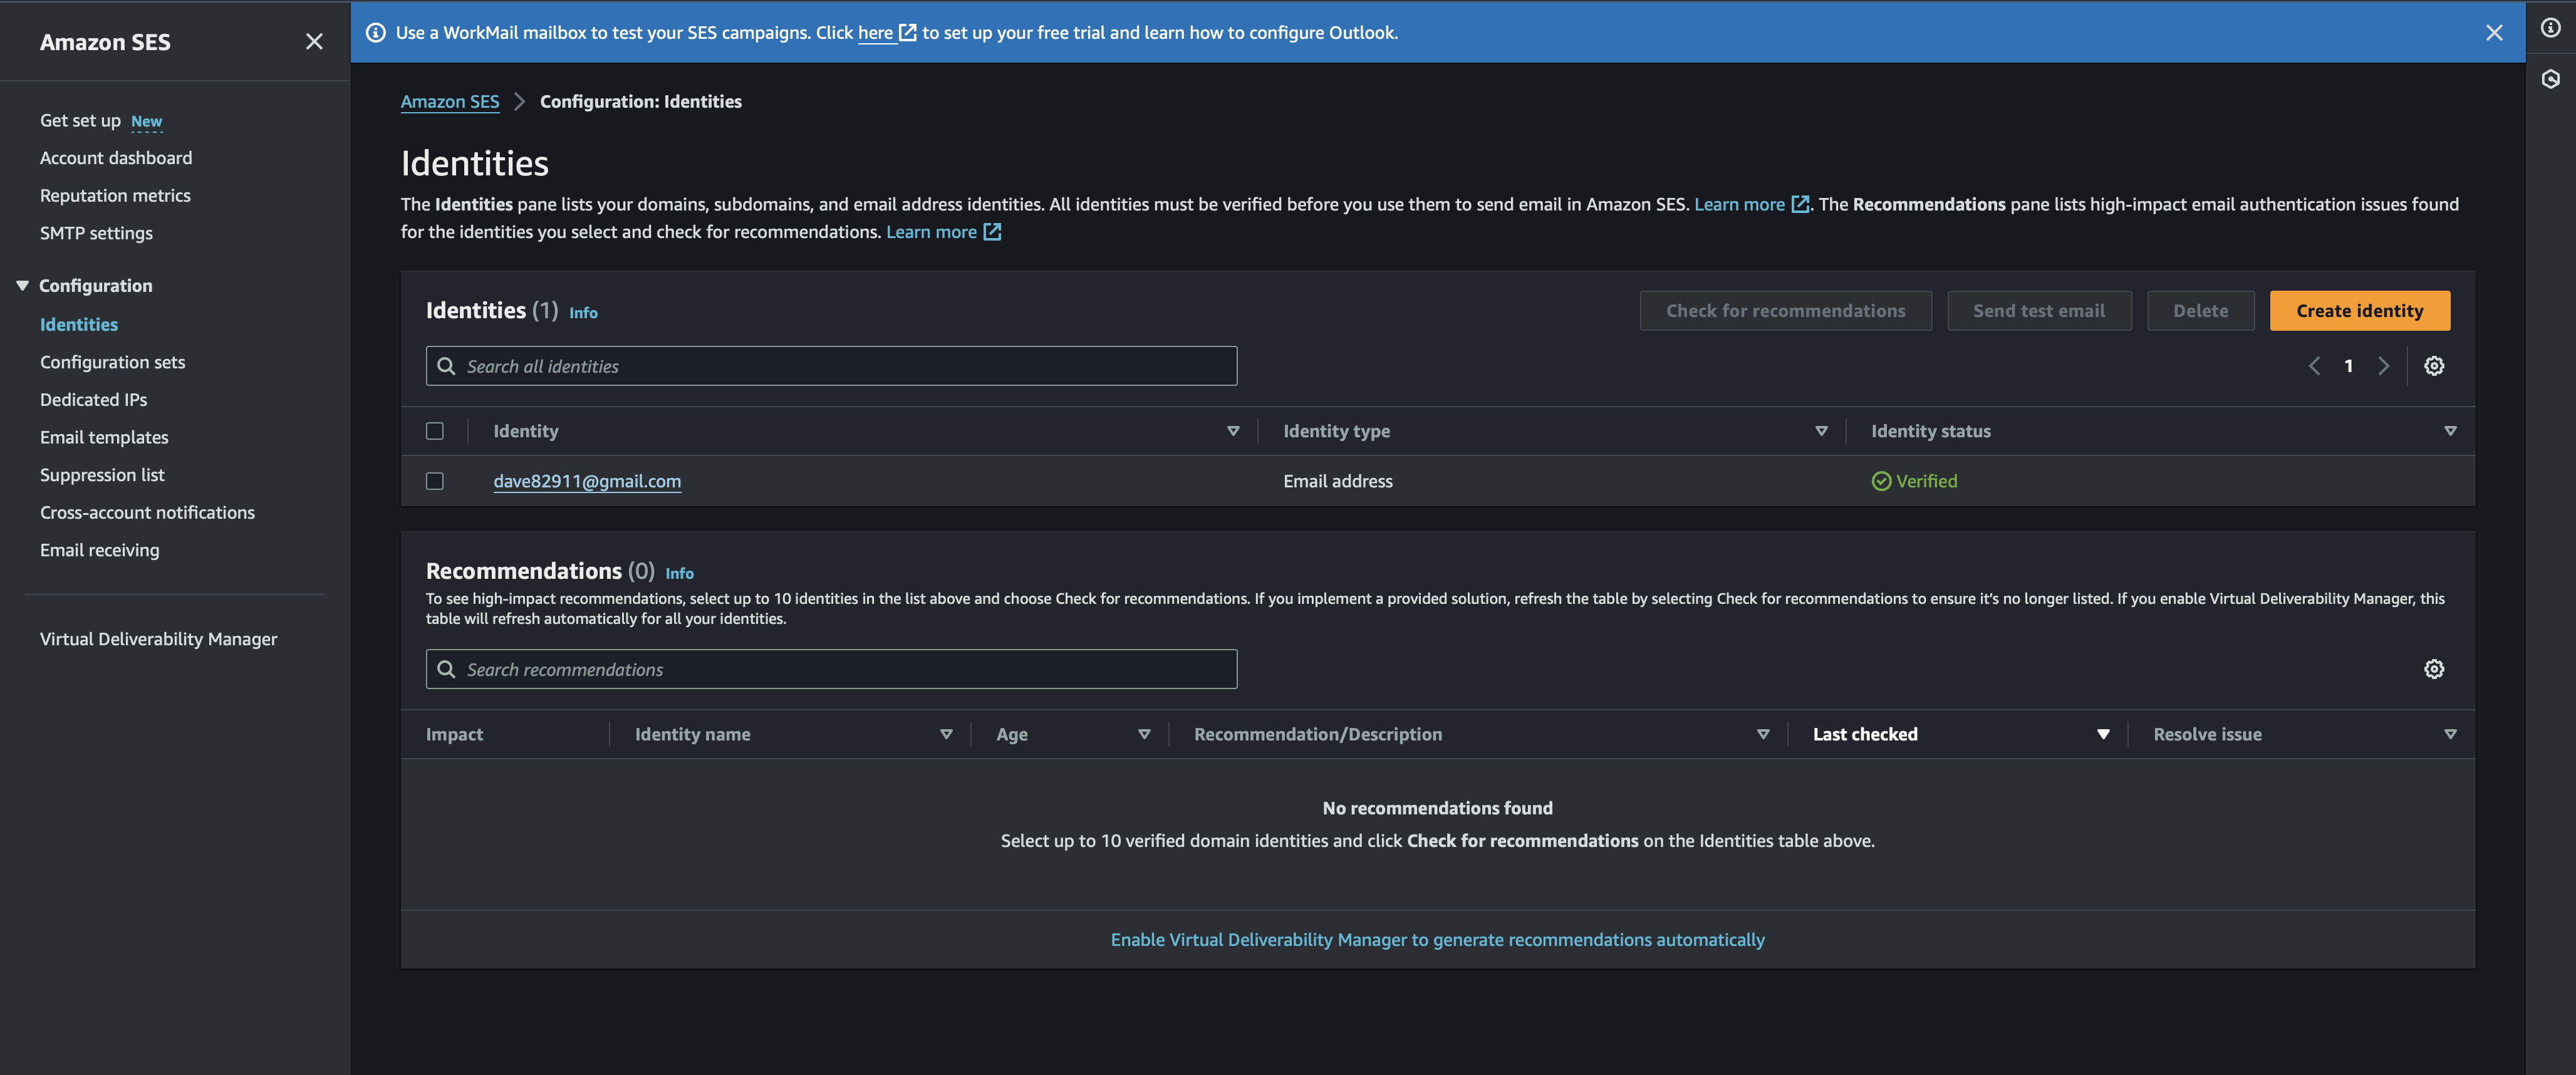 Amazon SES
Get set up New
Account dashboard
Reputation metrics
SMTP settings
Configuration
Identities
Configuration sets
Dedicated IPs
Email templates
Suppression list
Cross-account notifications
Email receiving
Virtual Deliverability Manager
Use a WorkMail mailbox to test your SES campaigns. Click here to set up your free trial and learn how to configure Outlook.
Amazon SES Configuration: Identities
Identities
The Identities pane lists your domains, subdomains, and email address identities. All identities must be verified before you use them to send email in Amazon SES. Learn more. The Recommendations pane lists high-impact email authentication issues found
for the identities you select and check for recommendations. Learn more
Identities (1) Info
Check for recommendations
Send test email
Delete
Create identity
Search all identities
1
Identity Identity type Identity status
dave82911@gmail.com Email address Verified
Recommendations (0) Info
To see high-impact recommendations, select up to 10 identities in the list above and choose Check for recommendations. If you implement a provided solution, refresh the table by selecting Check for recommendations to ensure it's no longer listed. If you enable Virtual Deliverability Manager, this
table will refresh automatically for all your identities.
Search recommendations
Impact Identity name Age Recommendation/Description Last checked Resolve issue
No recommendations found
Select up to 10 verified domain identities and click Check for recommendations on the Identities table above.
Enable Virtual Deliverability Manager to generate recommendations automatically